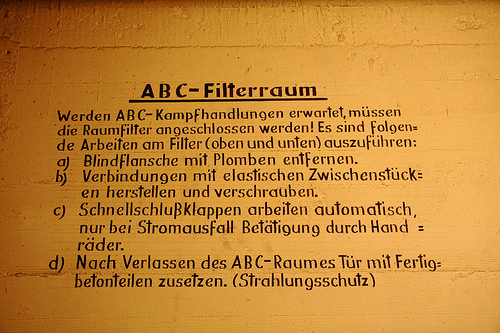 ABC-Filterraum
Werden ABC-Kampfhandlungen erwartet, müssen
die Raumfilter angeschlossen werden! Es sind folgen=
de Arbeiten am Filter (oben und unten) auszuführen:
a) Blindflansche mit Plomben entfernen.
b) Verbindungen mit elastischen Zwischenstück=
en herstellen und verschrauben.
c) Schnellschlußklappen arbeiten automatisch,
nur bei Stromausfall Betätigung durch Hand =
räder.
d) Nach Verlassen des ABC-Raumes Tür mit Fertig=
betonteilen zusetzen. (Strahlungsschutz)